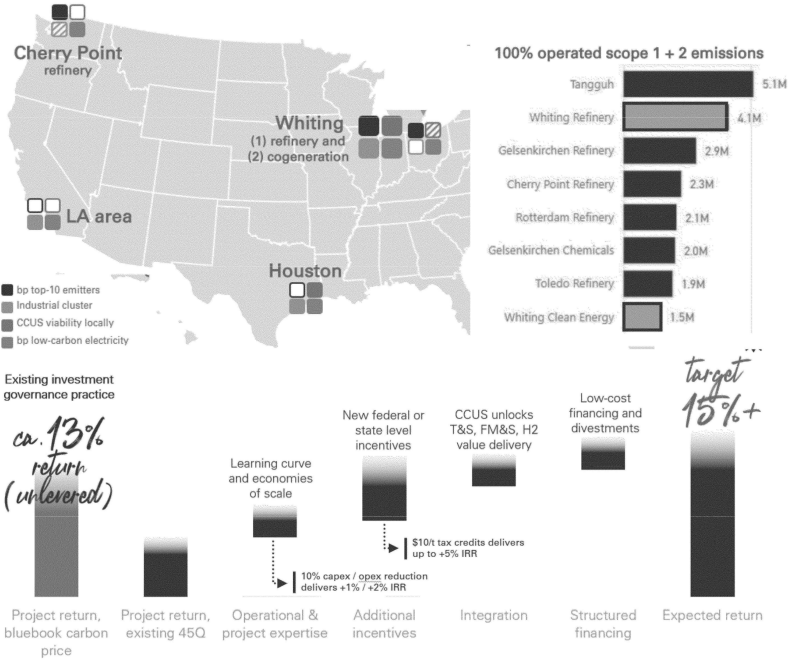 Cherry Point
refinery
Whiting
(1) refinery and
(2) cogeneration
LA area
Houston
bp top-10 emitters
Industrial cluster
CCUS viability locally
bp low-carbon electricity
100% operated scope 1 + 2 emissions
Tangguh
5.1M
Whiting Refinery
4.1M
Gelsenkirchen Refinery
2.9M
Cherry Point Refinery
2.3M
Rotterdam Refinery
2.1M
Gelsenkirchen Chemicals
2.0M
Toledo Refinery
1.9M
Whiting Clean Energy
1.5M
Existing investment
governance practice
ca. 13%
return
(unlevered)
Learning curve
and economies
of scale
10% capex / opex reduction
delivers +1% / +2% IRR
New federal or
state level
incentives
$10/t tax credits delivers
up to +5% IRR
CCUS unlocks
T&S, FM&S, H2
value delivery
Low-cost
financing and
divestments
target
15%+
Project return,
bluebook carbon
price
Project return,
existing 45Q
Operational &
project expertise
Additional
incentives
Integration
Structured
financing
Expected return